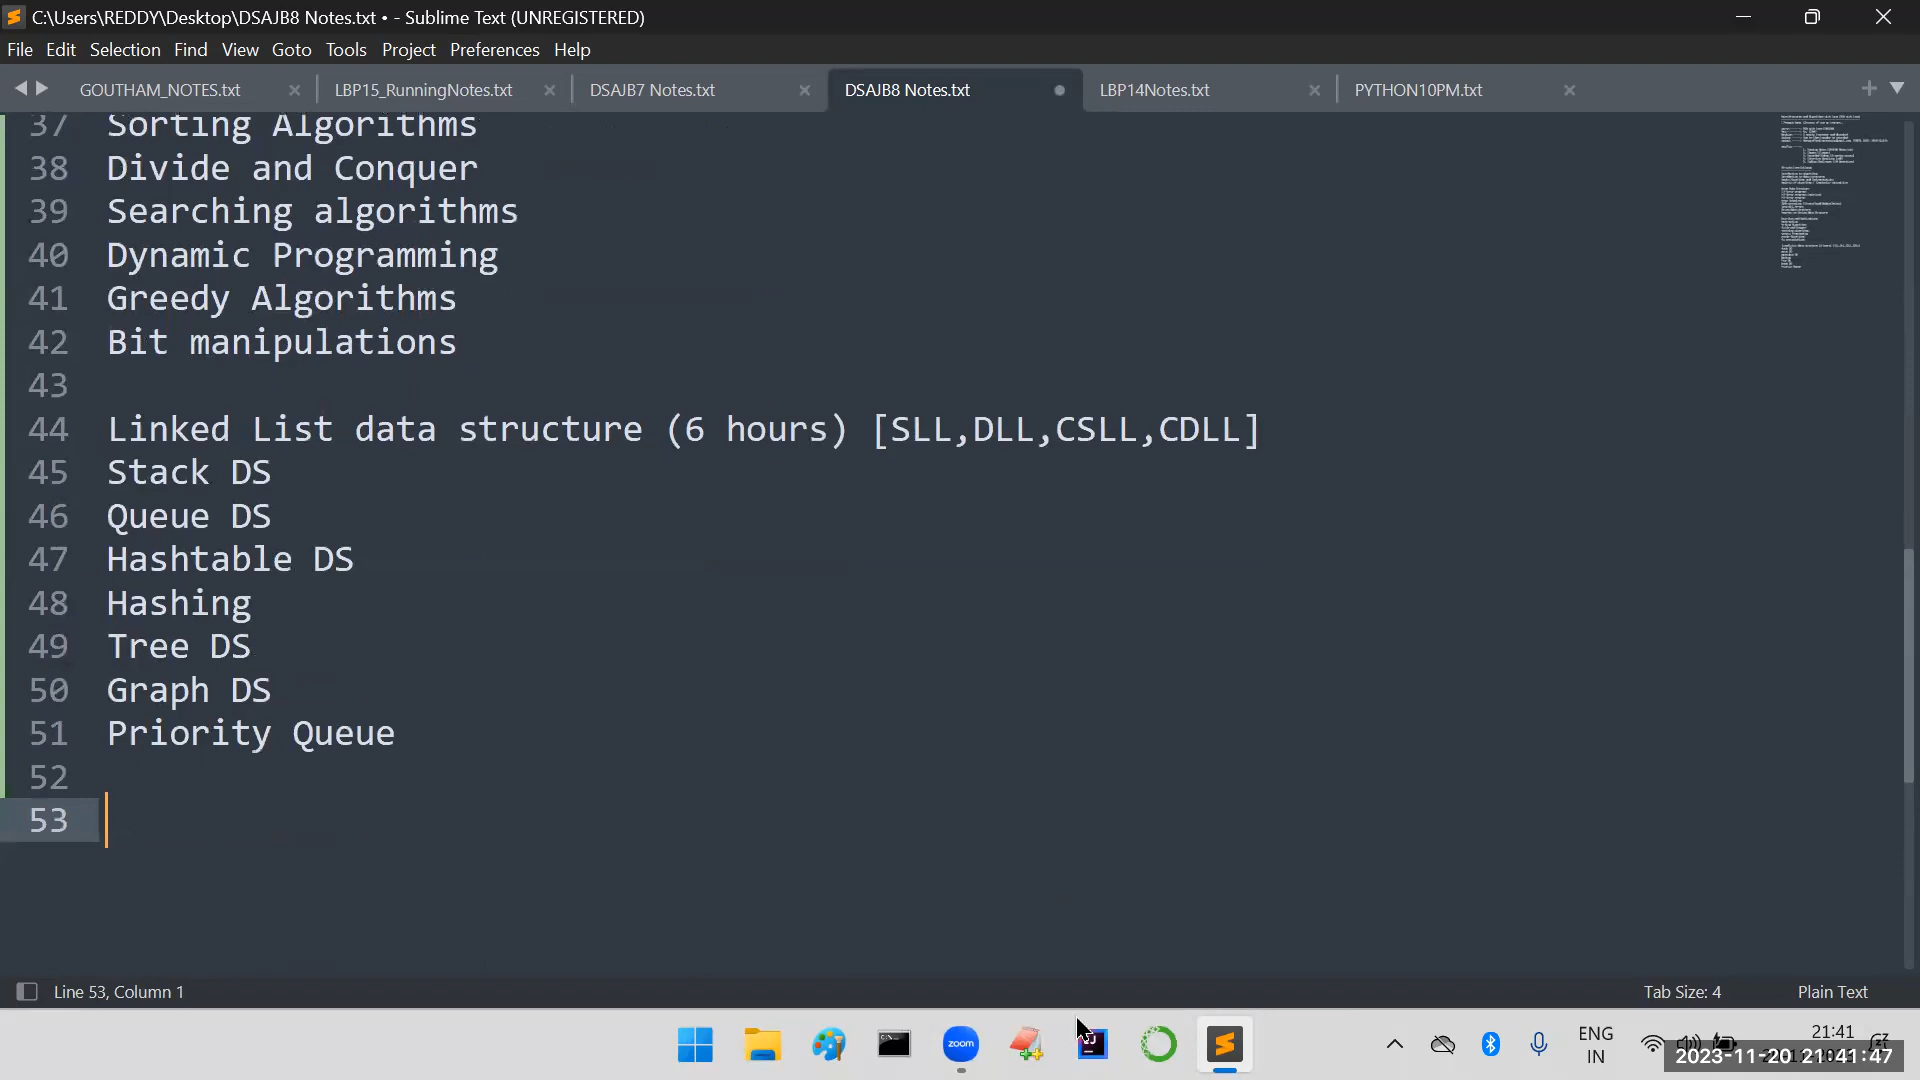 C:\Users\REDDY\Desktop\DSAJB8 Notes.txt • - Sublime Text (UNREGISTERED)
File Edit Selection Find View Goto Tools Project Preferences Help
GOUTHAM_NOTES.txt LBP15_RunningNotes.txt DSAJB7 Notes.txt DSAJB8 Notes.txt LBP14Notes.txt PYTHON10PM.txt
37 Sorting Algorithms
38 Divide and Conquer
39 Searching algorithms
40 Dynamic Programming
41 Greedy Algorithms
42 Bit manipulations
43
44 Linked List data structure (6 hours) [SLL,DLL,CSLL,CDLL]
45 Stack DS
46 Queue DS
47 Hashtable DS
48 Hashing
49 Tree DS
50 Graph DS
51 Priority Queue
52
53
Line 53, Column 1 Tab Size: 4 Plain Text
zoom
ENG
IN
21:41
2023-11-20 21:41:47